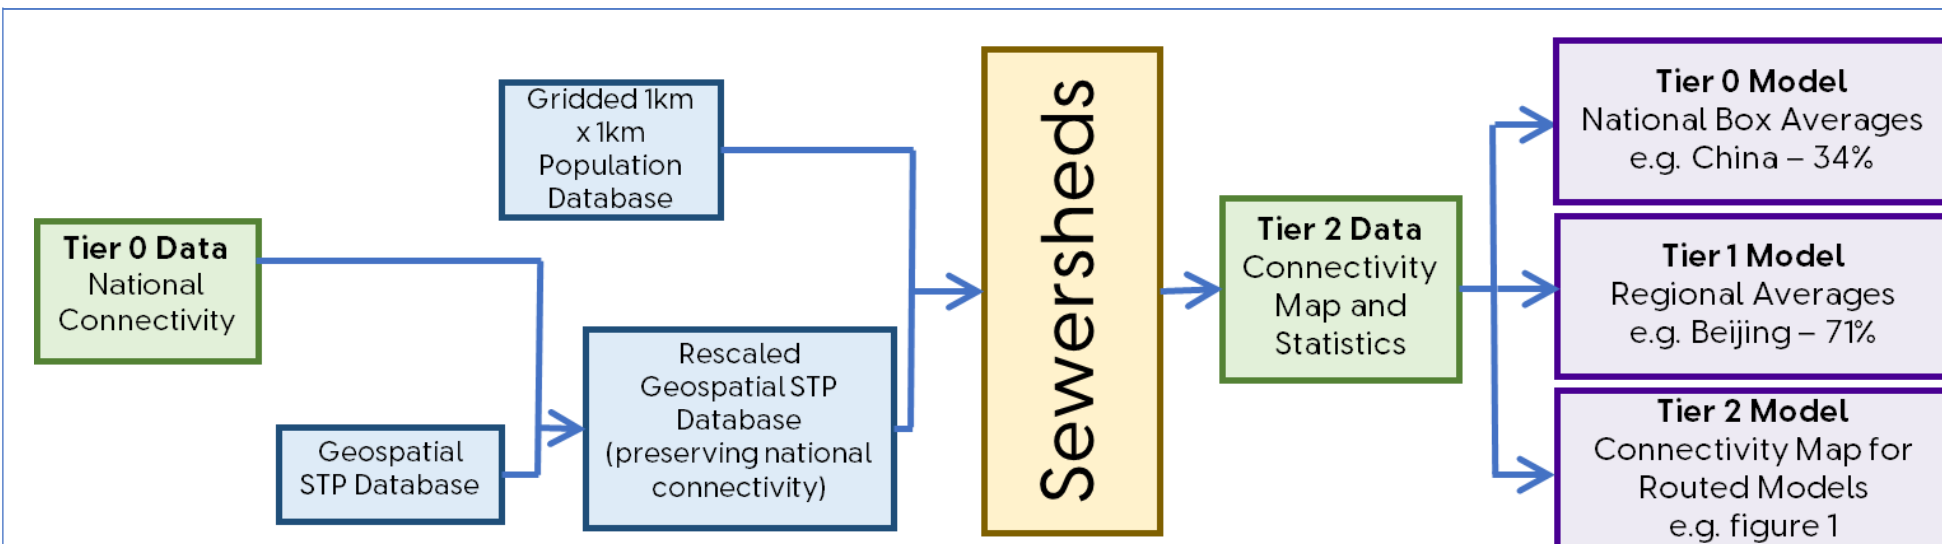 Tier 0 Data
National
Connectivity
Geospatial
STP Database
Gridded 1km
x 1km
Population
Database
Rescaled
Geospatial STP
Database
(preserving national
connectivity)
Sewersheds
Tier 2 Data
Connectivity
Map and
Statistics
Tier 0 Model
National Box Averages
e.g. China – 34%
Tier 1 Model
Regional Averages
e.g. Beijing – 71%
Tier 2 Model
Connectivity Map for
Routed Models
e.g. figure 1